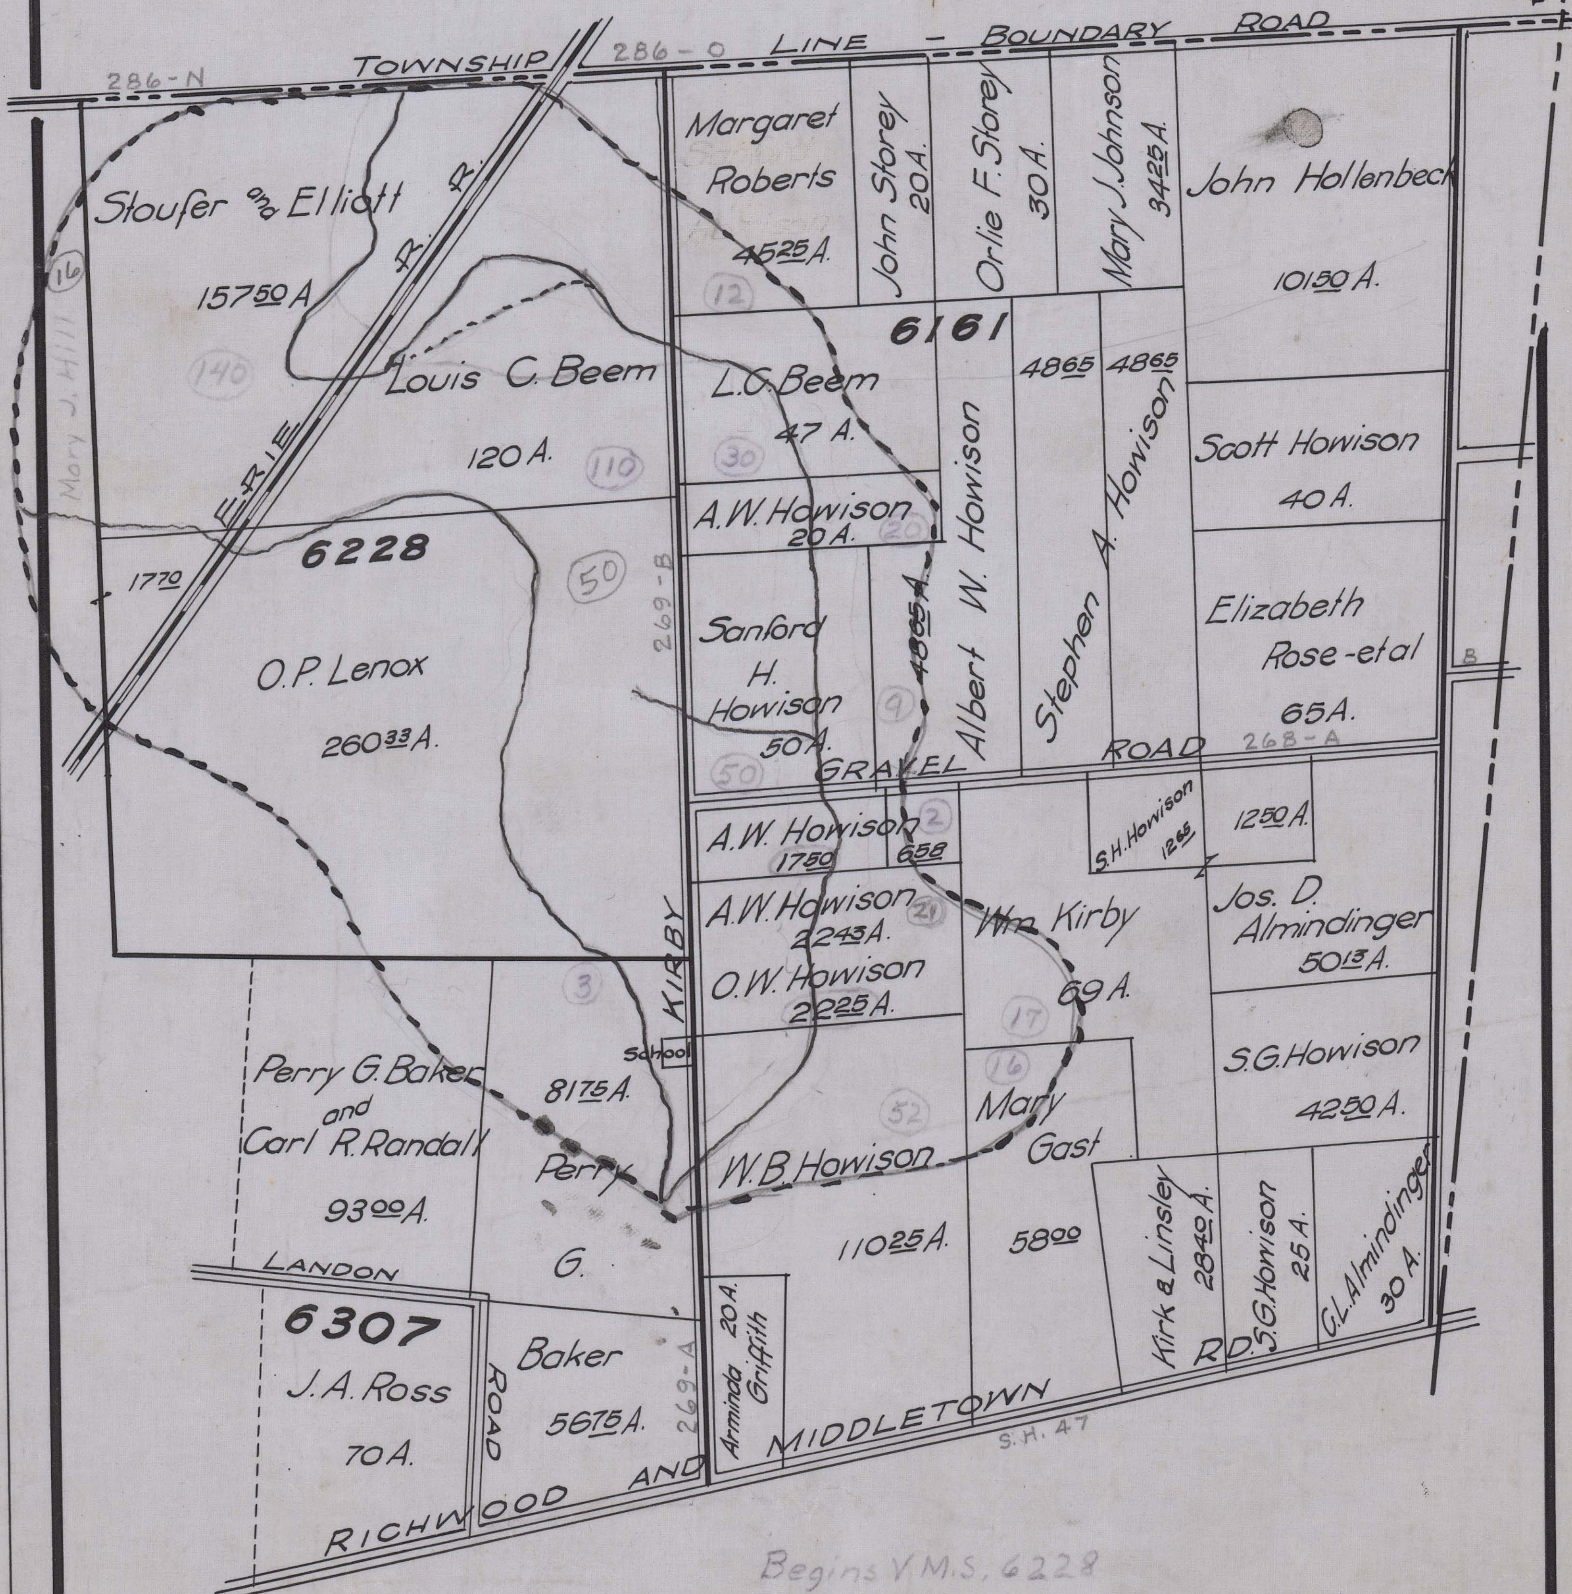 TOWNSHIP LINE - BOUNDARY ROAD
286-N
286-O
Stoufer and Elliott
157 50 A
16
Mary J. Hill
140
ERIE R. R.
Louis C. Beem
120 A.
110
Margaret
Roberts
45 25 A.
12
John Storey
20 A.
Orlie F. Storey
30 A.
Mary J. Johnson
34 25 A.
John Hollenbeck
101 50 A.
6161
L.C. Beem
47 A.
30
A.W. Howison
20 A.
20
48 65
48 65
Albert W. Howison
48 65 A.
Stephen A. Howison
Scott Howison
40 A.
Elizabeth
Rose-etal
65 A.
B
6228
17 70
50
269-B
O.P. Lenox
260 33 A.
Sanford
H.
Howison
50 A.
50
9
GRAVEL ROAD
268-A
A.W. Howison
17 50
2
6 58
S.H. Howison
12 65
12 50 A.
A.W. Howison
22 43 A.
21
Wm. Kirby
69 A.
17
Jos. D.
Almindinger
50 13 A.
O.W. Howison
22 25 A.
KIRBY
3
School
Perry G. Baker
and
Carl R. Randall
93 00 A.
81 75 A.
Perry
G.
Baker
56 75 A.
52
W.B. Howison
110 25 A.
16
Mary
Gast
58 00
S.G. Howison
42 50 A.
Kirk & Linsley
28 40 A.
S.G. Howison
25 A.
C.L. Almindinger
30 A.
LANDON
ROAD
6307
J.A. Ross
70 A.
269-A
Arminda 20 A.
Griffith
RICHWOOD AND MIDDLETOWN RD.
S.H. 47
Begins V.M.S. 6228